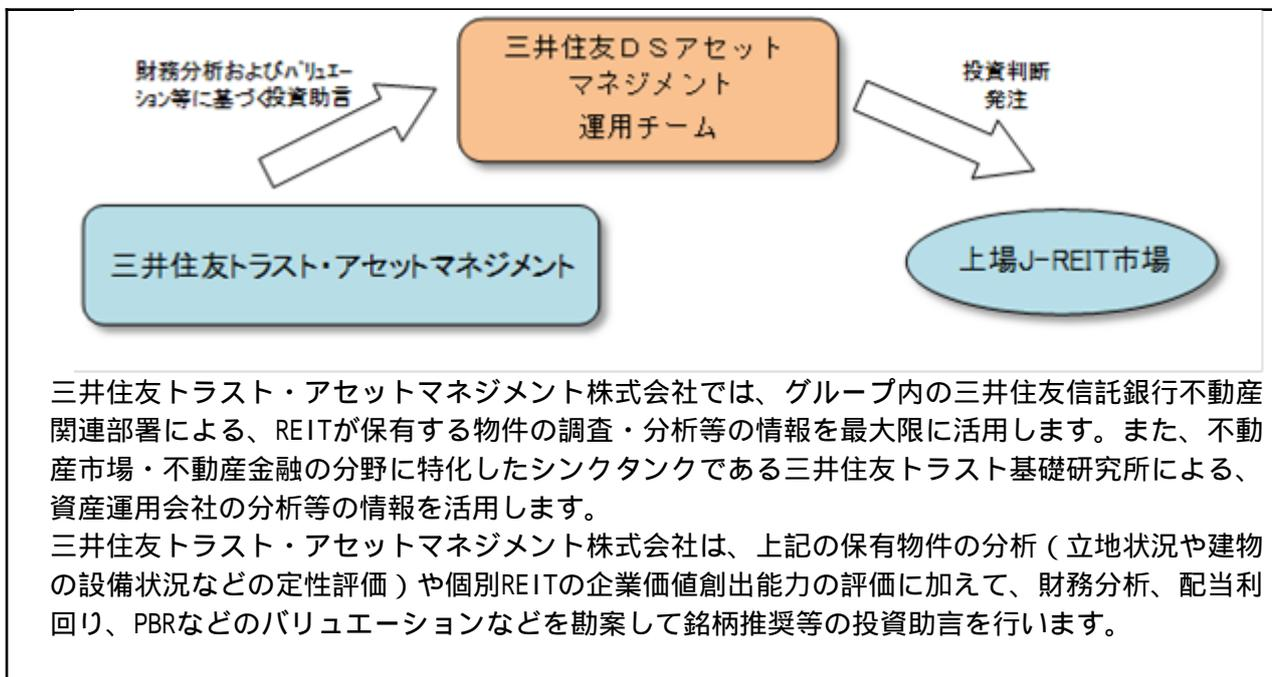 三井住友DSアセット
マネジメント
運用チーム
財務分析およびバリュエー
ション等に基づく投資助言
投資判断
発注
三井住友トラスト・アセットマネジメント
上場J-REIT市場
三井住友トラスト・アセットマネジメント株式会社では、グループ内の三井住友信託銀行不動産
関連部署による、REITが保有する物件の調査・分析等の情報を最大限に活用します。また、不動
産市場・不動産金融の分野に特化したシンクタンクである三井住友トラスト基礎研究所による、
資産運用会社の分析等の情報を活用します。
三井住友トラスト・アセットマネジメント株式会社は、上記の保有物件の分析(立地状況や建物
の設備状況などの定性評価)や個別REITの企業価値創出能力の評価に加えて、財務分析、配当利
回り、PBRなどのバリュエーションなどを勘案して銘柄推奨等の投資助言を行います。